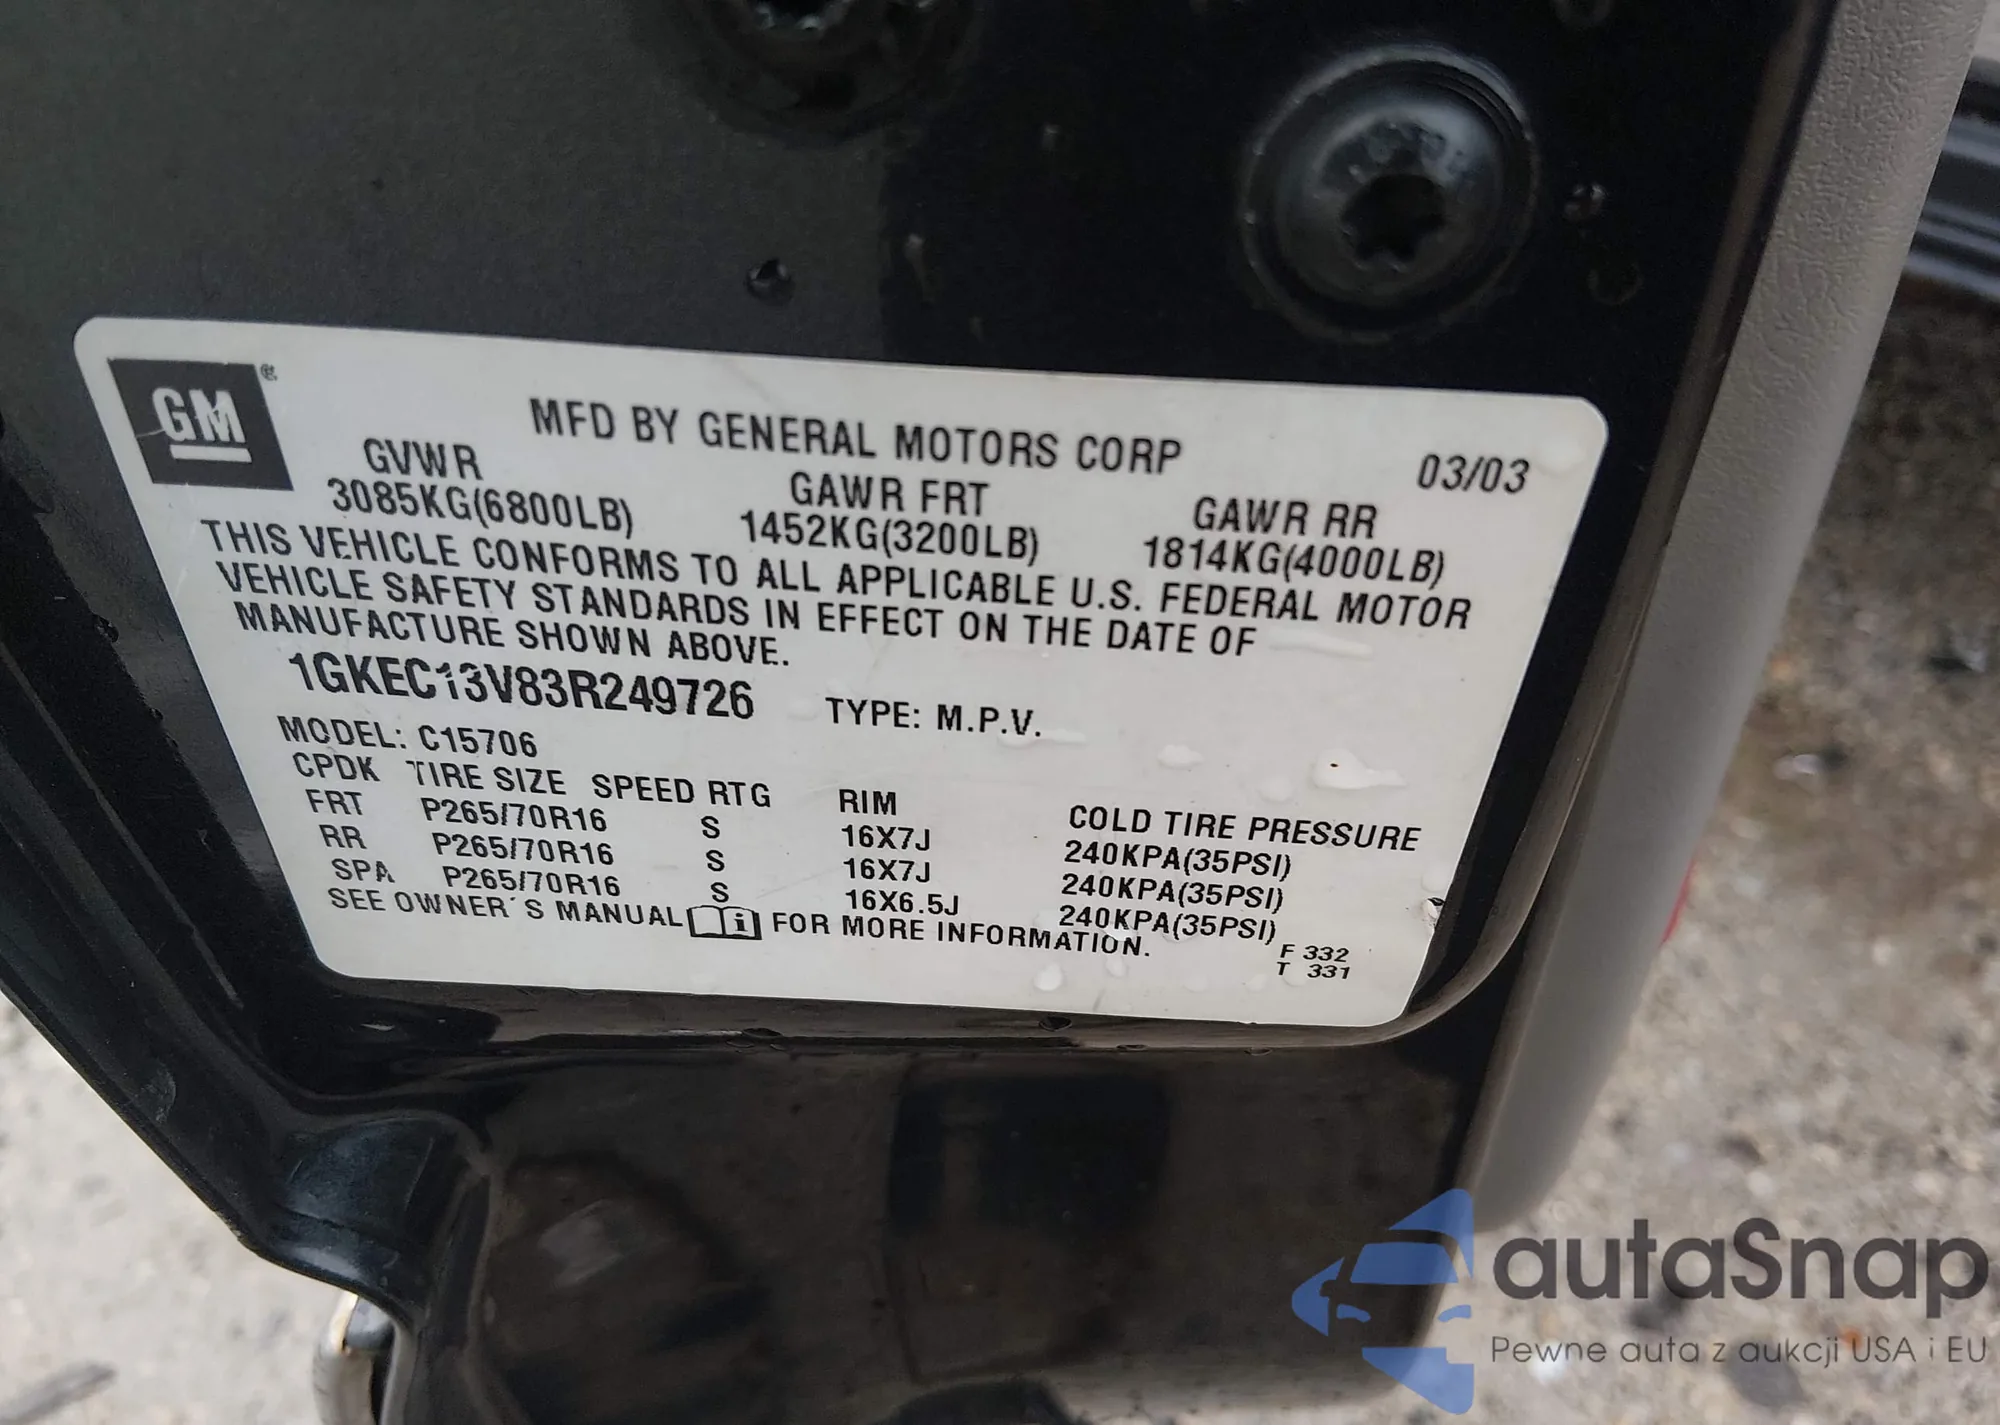 GM®
MFD BY GENERAL MOTORS CORP 03/03
GVWR GAWR FRT GAWR RR
3085KG(6800LB) 1452KG(3200LB) 1814KG(4000LB)
THIS VEHICLE CONFORMS TO ALL APPLICABLE U.S. FEDERAL MOTOR
VEHICLE SAFETY STANDARDS IN EFFECT ON THE DATE OF
MANUFACTURE SHOWN ABOVE.
1GKEC13V83R249726 TYPE: M.P.V.
MODEL: C15706
CPDK TIRE SIZE SPEED RTG RIM COLD TIRE PRESSURE
FRT P265/70R16 S 16X7J 240KPA(35PSI)
RR P265/70R16 S 16X7J 240KPA(35PSI)
SPA P265/70R16 S 16X6.5J 240KPA(35PSI)
SEE OWNER'S MANUAL i FOR MORE INFORMATION.
F 332
T 331
autaSnap
Pewne auta z aukcji USA i EU